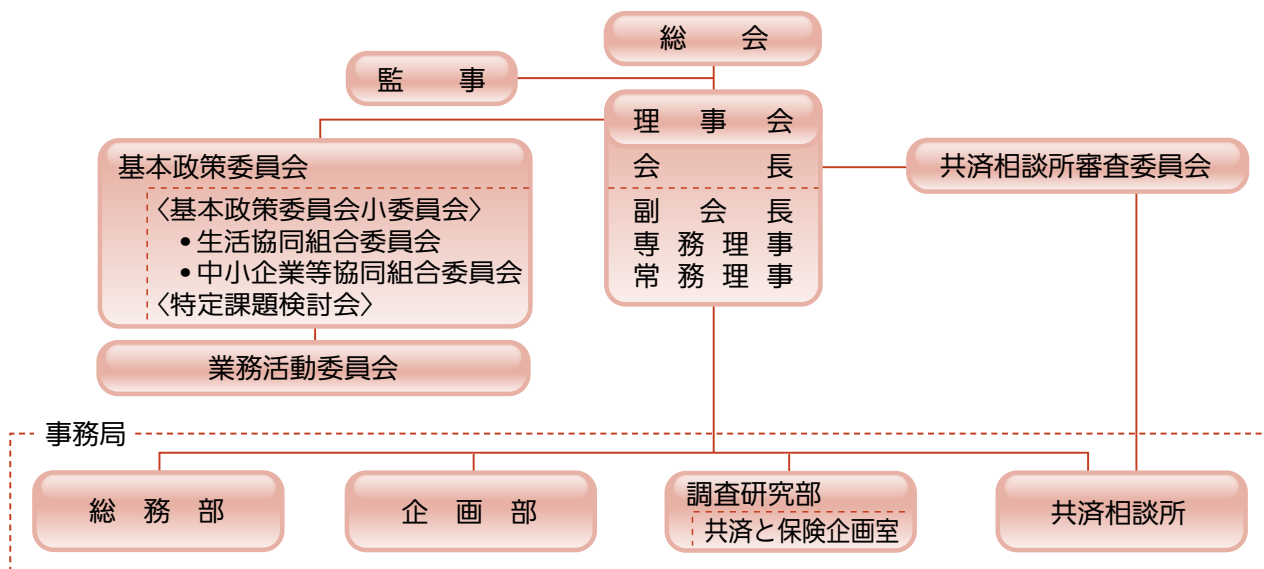 総会
監事
理事会
会長
副会長
専務理事
常務理事
基本政策委員会
〈基本政策委員会小委員会〉
•生活協同組合委員会
•中小企業等協同組合委員会
〈特定課題検討会〉
業務活動委員会
共済相談所審査委員会
事務局
総務部
企画部
調査研究部
共済と保険企画室
共済相談所